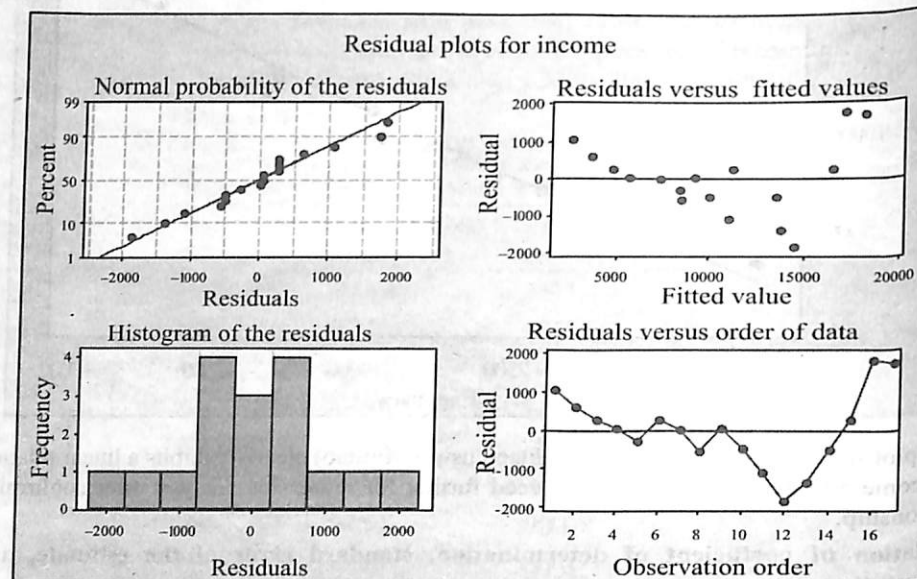 Residual plots for income
Normal probability of the residuals
Percent
99
90
50
10
1
−2000 −1000 0 1000 2000
Residuals
Residuals versus fitted values
Residual
2000
1000
0
−1000
−2000
5000 10000 15000 20000
Fitted value
Histogram of the residuals
Frequency
4
3
2
1
0
−2000 −1000 0 1000 2000
Residuals
Residuals versus order of data
Residual
2000
1000
0
−1000
−2000
2 4 6 8 10 12 14 16
Observation order